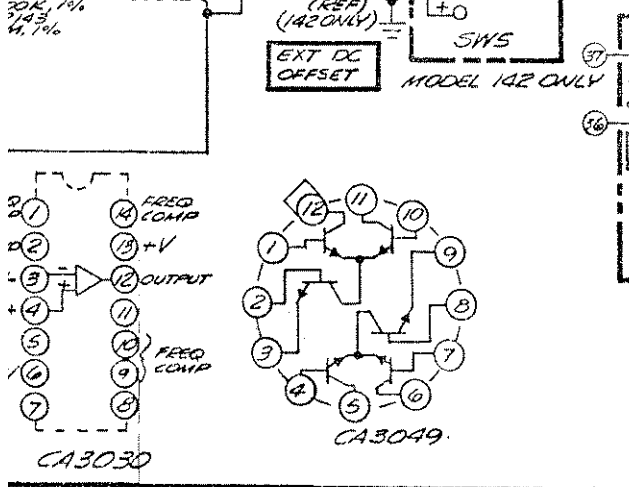 1%
1%
(REF)
(142 ONLY)
EXT DC
OFFSET
+
SW5
MODEL 142 ONLY
37
36
1
2
3
4
5
6
7
14
13
12
11
10
9
8
FREQ
COMP
+V
OUTPUT
FREQ
COMP
-
+
-
+
CA3030
12
11
10
1
9
2
8
3
7
4
5
6
CA3049.